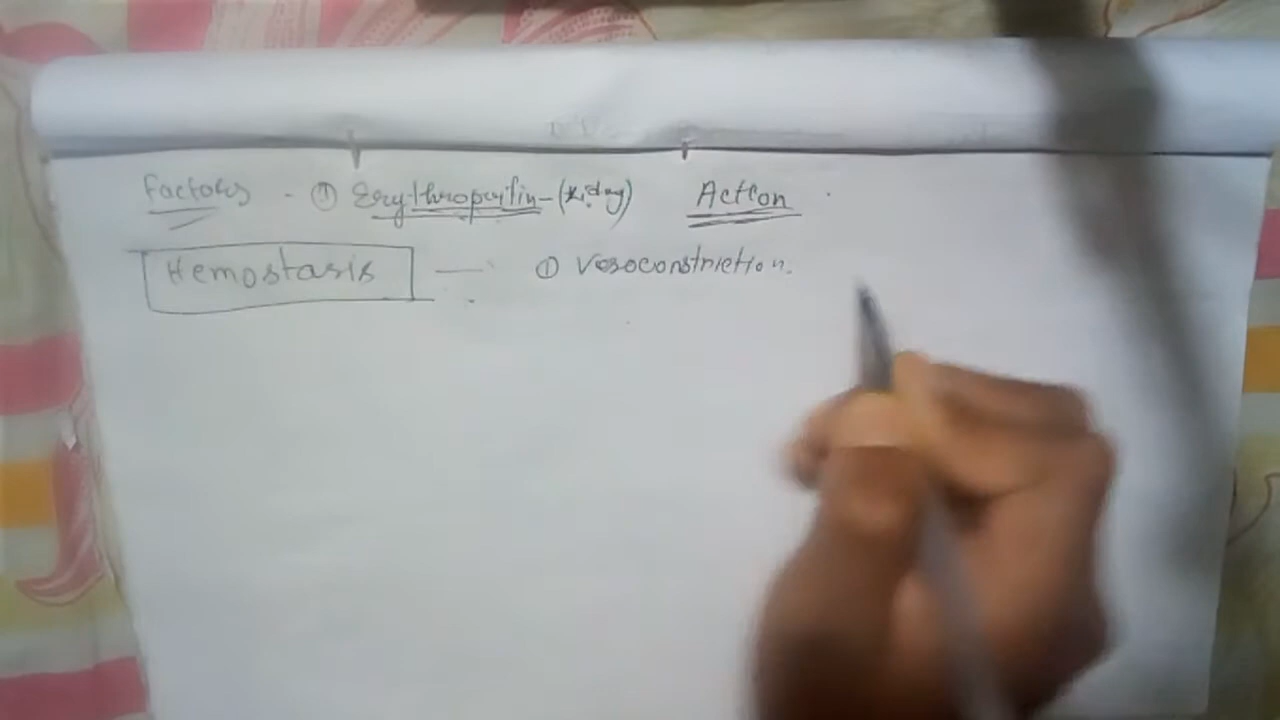 Factors - ① Erythropoitin - (Kidney) Action
Hemostasis — ① Vasoconstriction.